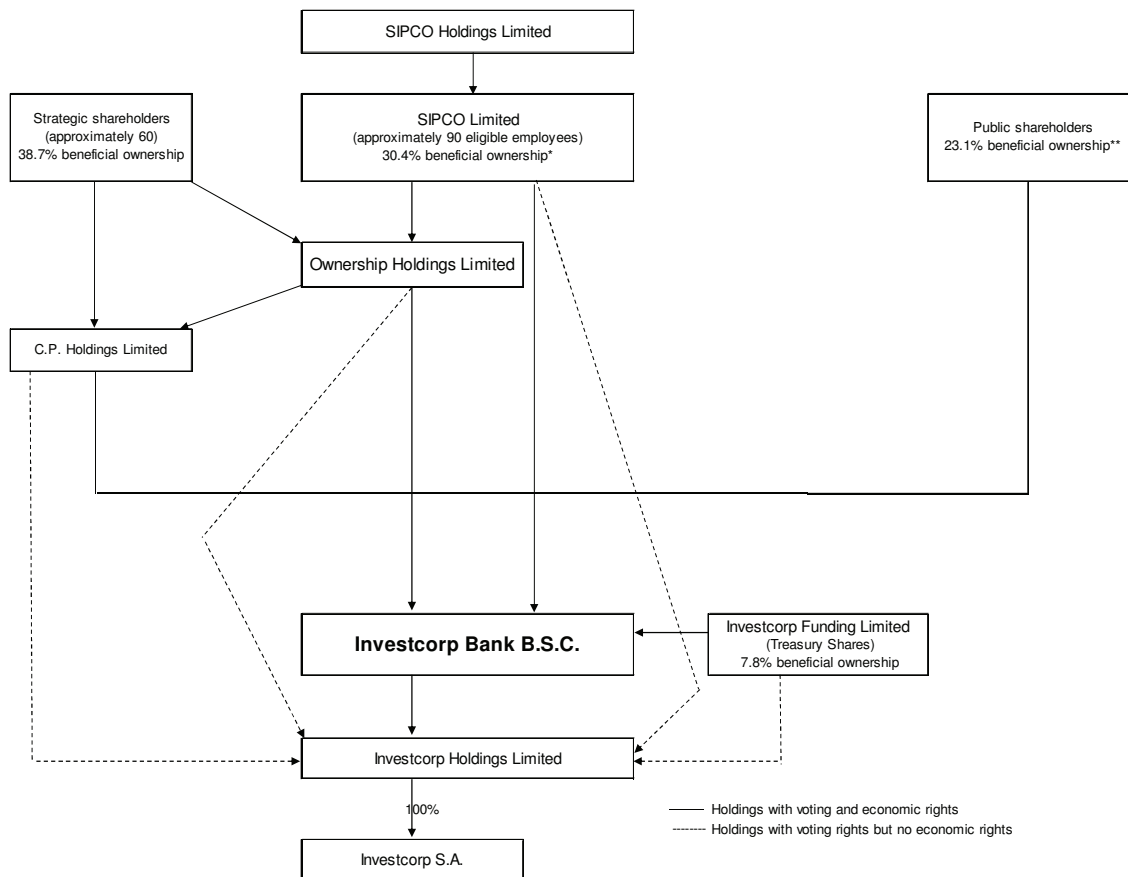 SIPCO Holdings Limited
Strategic shareholders
(approximately 60)
38.7% beneficial ownership
SIPCO Limited
(approximately 90 eligible employees)
30.4% beneficial ownership*
Public shareholders
23.1% beneficial ownership**
Ownership Holdings Limited
C.P. Holdings Limited
Investcorp Bank B.S.C.
Investcorp Funding Limited
(Treasury Shares)
7.8% beneficial ownership
Investcorp Holdings Limited
100%
Holdings with voting and economic rights
Holdings with voting rights but no economic rights
Investcorp S.A.